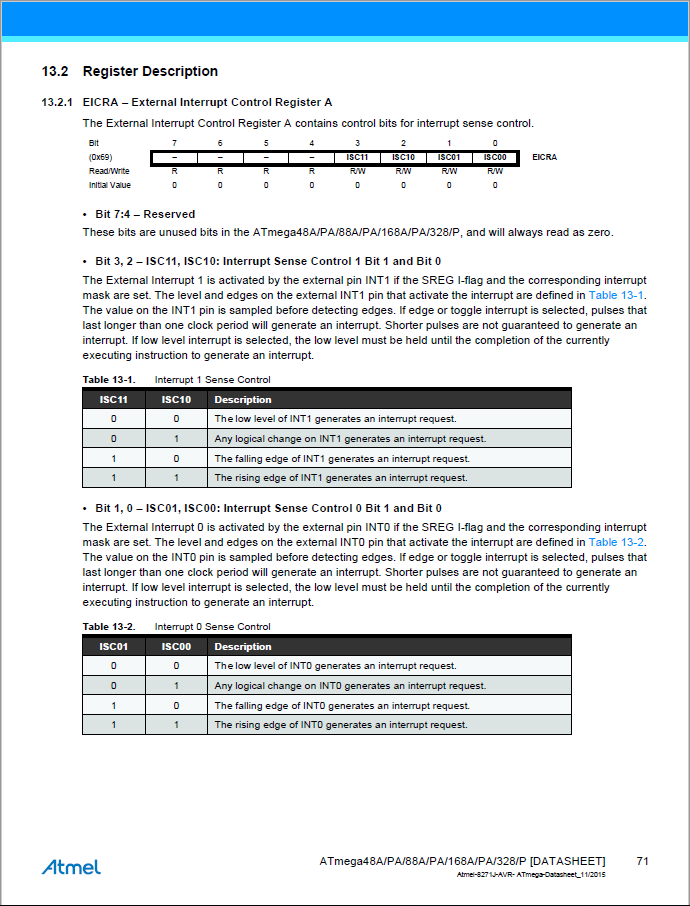 13.2 Register Description
13.2.1 EICRA – External Interrupt Control Register A
The External Interrupt Control Register A contains control bits for interrupt sense control.
Bit 7 6 5 4 3 2 1 0
(0x69) – – – – ISC11 ISC10 ISC01 ISC00 EICRA
Read/Write R R R R R/W R/W R/W R/W
Initial Value 0 0 0 0 0 0 0 0
• Bit 7:4 – Reserved
These bits are unused bits in the ATmega48A/PA/88A/PA/168A/PA/328/P, and will always read as zero.
• Bit 3, 2 – ISC11, ISC10: Interrupt Sense Control 1 Bit 1 and Bit 0
The External Interrupt 1 is activated by the external pin INT1 if the SREG I-flag and the corresponding interrupt
mask are set. The level and edges on the external INT1 pin that activate the interrupt are defined in Table 13-1.
The value on the INT1 pin is sampled before detecting edges. If edge or toggle interrupt is selected, pulses that
last longer than one clock period will generate an interrupt. Shorter pulses are not guaranteed to generate an
interrupt. If low level interrupt is selected, the low level must be held until the completion of the currently
executing instruction to generate an interrupt.
Table 13-1. Interrupt 1 Sense Control
ISC11 ISC10 Description
0 0 The low level of INT1 generates an interrupt request.
0 1 Any logical change on INT1 generates an interrupt request.
1 0 The falling edge of INT1 generates an interrupt request.
1 1 The rising edge of INT1 generates an interrupt request.
• Bit 1, 0 – ISC01, ISC00: Interrupt Sense Control 0 Bit 1 and Bit 0
The External Interrupt 0 is activated by the external pin INT0 if the SREG I-flag and the corresponding interrupt
mask are set. The level and edges on the external INT0 pin that activate the interrupt are defined in Table 13-2.
The value on the INT0 pin is sampled before detecting edges. If edge or toggle interrupt is selected, pulses that
last longer than one clock period will generate an interrupt. Shorter pulses are not guaranteed to generate an
interrupt. If low level interrupt is selected, the low level must be held until the completion of the currently
executing instruction to generate an interrupt.
Table 13-2. Interrupt 0 Sense Control
ISC01 ISC00 Description
0 0 The low level of INT0 generates an interrupt request.
0 1 Any logical change on INT0 generates an interrupt request.
1 0 The falling edge of INT0 generates an interrupt request.
1 1 The rising edge of INT0 generates an interrupt request.
Atmel
ATmega48A/PA/88A/PA/168A/PA/328/P [DATASHEET] 71
Atmel-8271J-AVR- ATmega-Datasheet_11/2015